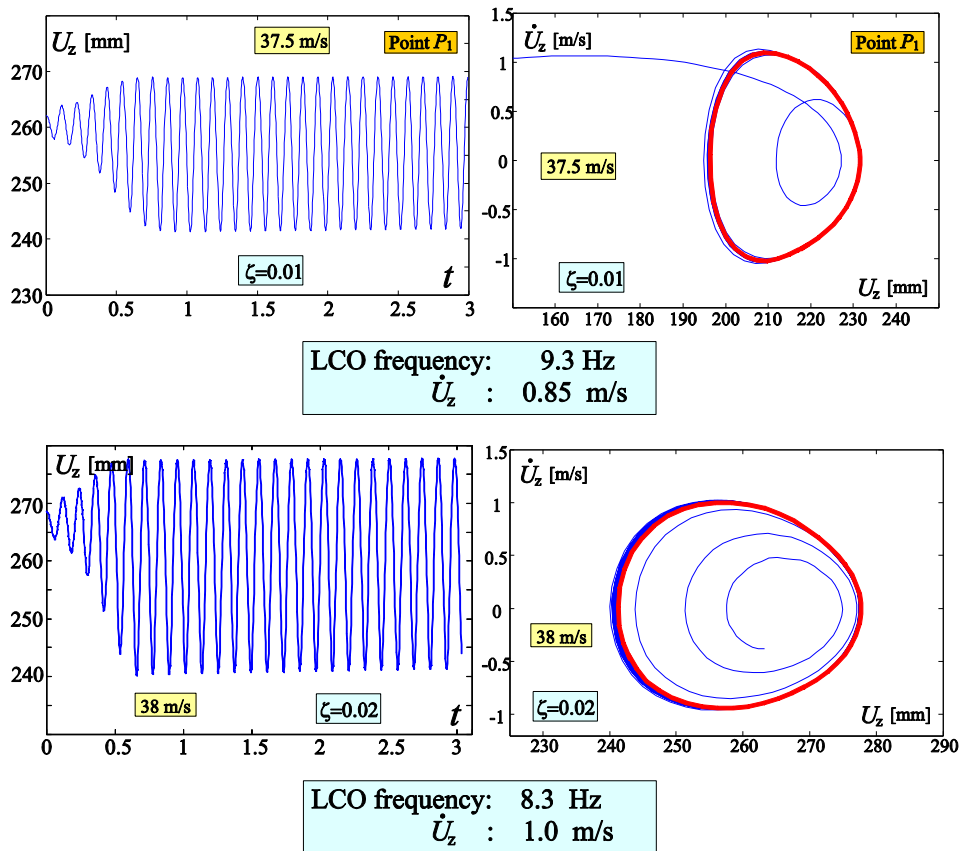 U_z [mm]
37.5 m/s
Point P_1
270
260
250
240
230
ζ=0.01
t
0 0.5 1 1.5 2 2.5 3
U̇_z [m/s]
Point P_1
1.5
1
0.5
0
-0.5
-1
37.5 m/s
ζ=0.01
U_z [mm]
160 170 180 190 200 210 220 230 240
LCO frequency: 9.3 Hz
U̇_z : 0.85 m/s
U_z [mm]
270
260
250
240
38 m/s
ζ=0.02
t
0 0.5 1 1.5 2 2.5 3
U̇_z [m/s]
1.5
1
0.5
0
-0.5
-1
38 m/s
ζ=0.02
U_z [mm]
230 240 250 260 270 280 290
LCO frequency: 8.3 Hz
U̇_z : 1.0 m/s